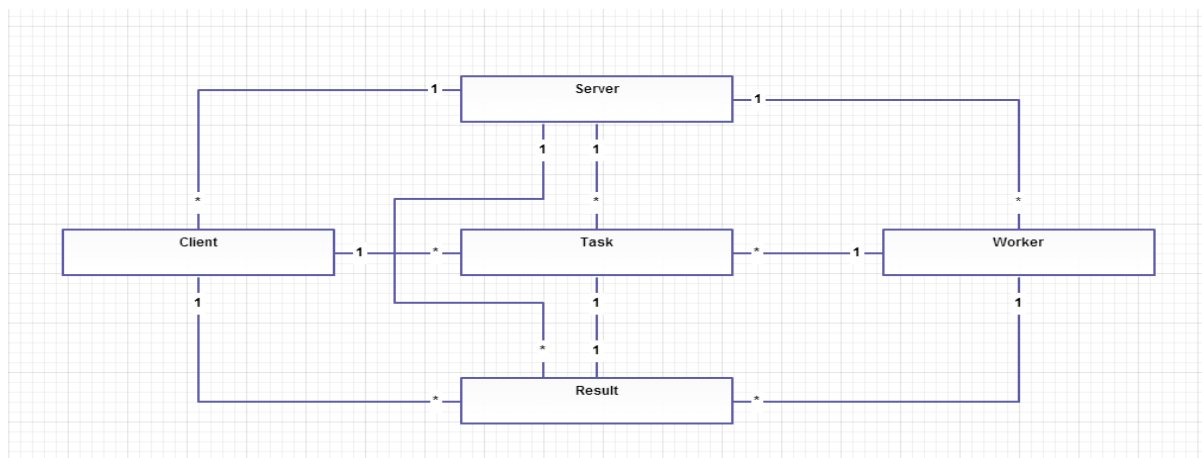 1 Server 1
1 1
* * *
Client 1 * Task * 1 Worker
1 1 1
* 1
* Result *